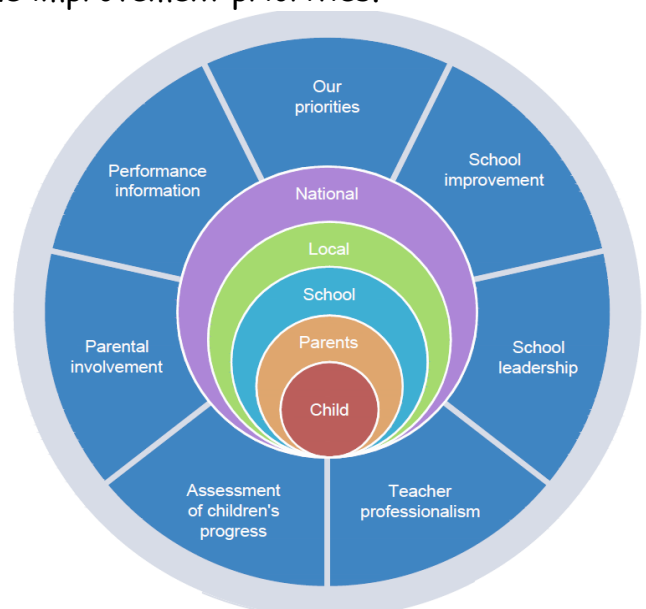 improvement priorities.
Our
priorities
School
improvement
School
leadership
Teacher
professionalism
Assessment
of children's
progress
Parental
involvement
Performance
information
National
Local
School
Parents
Child